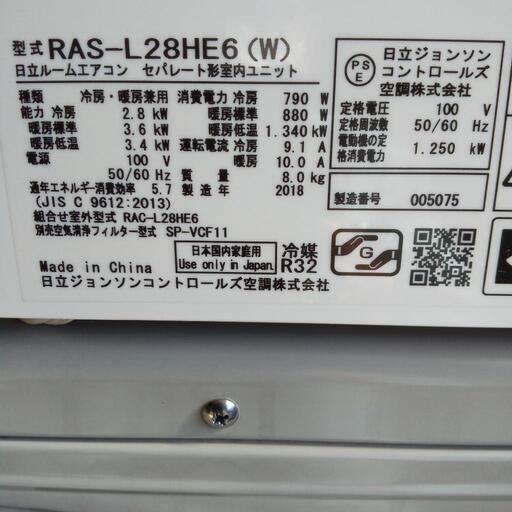 型式 RAS-L28HE6 (W)
日立ルームエアコン セパレート形室内ユニット
種類 冷房・暖房兼用 消費電力 冷房 790 W
能力 冷房 2.8 kW 暖房標準 880 W
暖房標準 3.6 kW 暖房低温 1.340 kW
暖房低温 3.4 kW 運転電流 冷房 9.1 A
電源 100 V 暖房 10.0 A
50/60 Hz 質量 8.0 kg
通年エネルギー消費効率 5.7 製造年 2018
(JIS C 9612:2013)
組合せ室外型式 RAC-L28HE6
別売空気清浄フィルター型式 SP-VCF11
日本国内家庭用
Use only in Japan.
冷媒
R32
Made in China
日立ジョンソンコントロールズ空調株式会社
PS
E
日立ジョンソン
コントロールズ
空調株式会社
定格電圧 100 V
定格周波数 50/60 Hz
電動機の定
格消費電力 1.250 kW
製造番号 005075
G